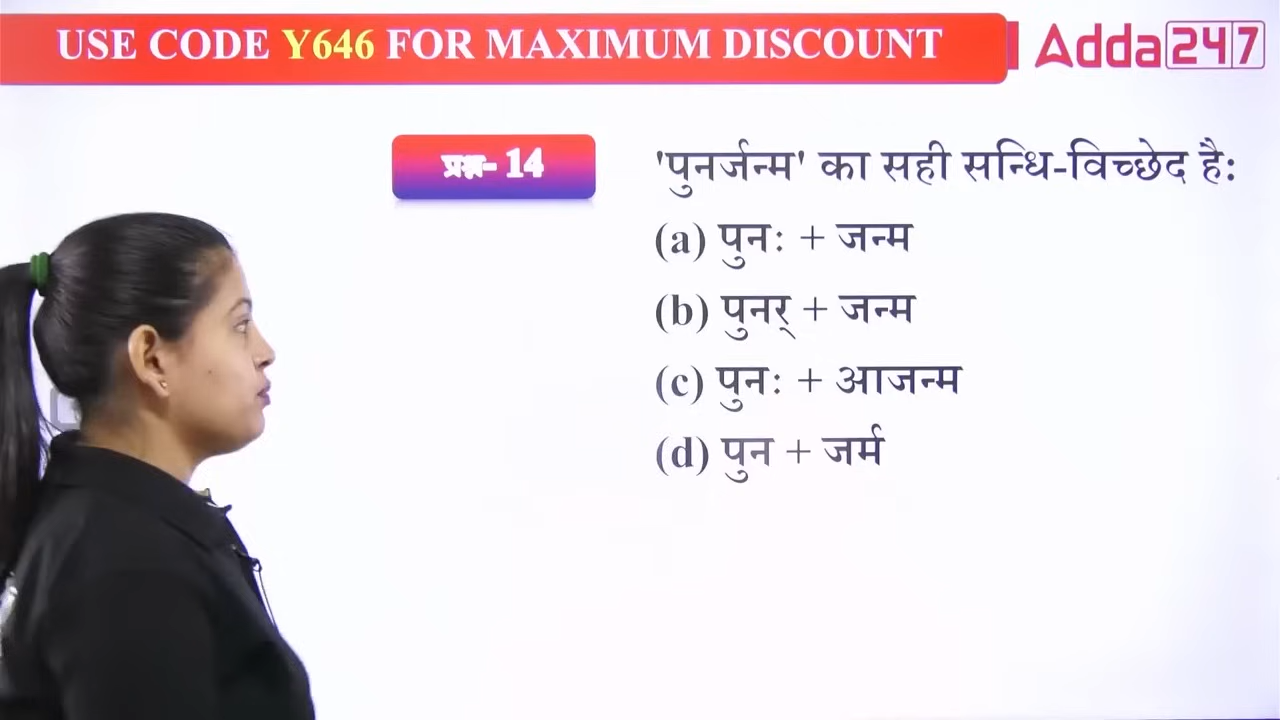 USE CODE Y646 FOR MAXIMUM DISCOUNT
Adda247
प्रश्न- 14
'पुनर्जन्म' का सही सन्धि-विच्छेद है:
(a) पुनः + जन्म
(b) पुनर् + जन्म
(c) पुनः + आजन्म
(d) पुन + जर्म